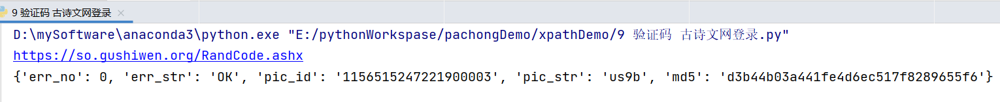 9 验证码 古诗文网登录
D:\mySoftware\anaconda3\python.exe "E:/pythonWorkspase/pachongDemo/xpathDemo/9 验证码 古诗文网登录.py"
https://so.gushiwen.org/RandCode.ashx
{'err_no': 0, 'err_str': 'OK', 'pic_id': '1156515247221900003', 'pic_str': 'us9b', 'md5': 'd3b44b03a441fe4d6ec517f8289655f6'}